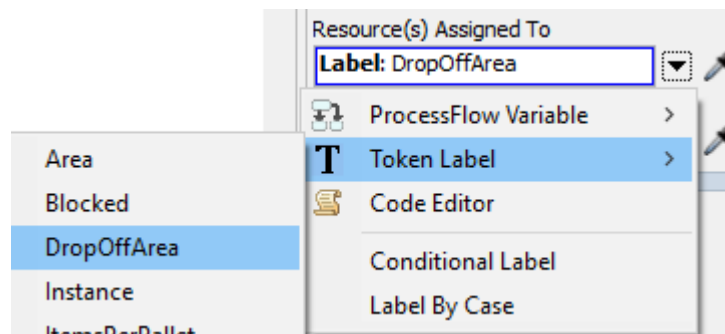 Resource(s) Assigned To
Label: DropOffArea
ProcessFlow Variable
T Token Label
Code Editor
Conditional Label
Label By Case
Area
Blocked
DropOffArea
Instance
ItemsPerPallet